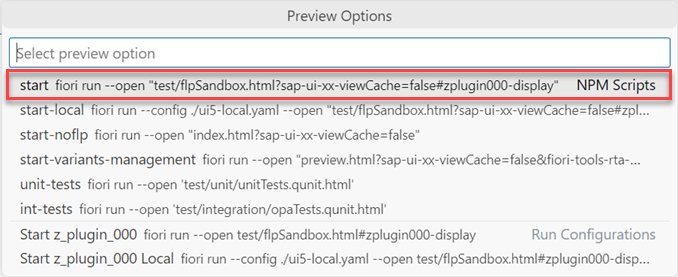 Preview Options
Select preview option
start fiori run --open "test/flpSandbox.html?sap-ui-xx-viewCache=false#zplugin000-display" NPM Scripts
start-local fiori run --config ./ui5-local.yaml --open "test/flpSandbox.html?sap-ui-xx-viewCache=false#zpl...
start-noflp fiori run --open "index.html?sap-ui-xx-viewCache=false"
start-variants-management fiori run --open "preview.html?sap-ui-xx-viewCache=false&fiori-tools-rta-...
unit-tests fiori run --open 'test/unit/unitTests.qunit.html'
int-tests fiori run --open 'test/integration/opaTests.qunit.html'
Start z_plugin_000 fiori run --open test/flpSandbox.html#zplugin000-display Run Configurations
Start z_plugin_000 Local fiori run --config ./ui5-local.yaml --open test/flpSandbox.html#zplugin000-dis...